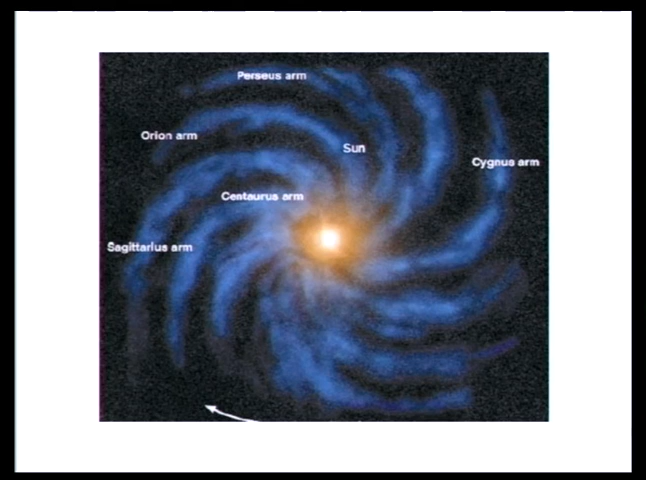 Perseus arm
Orion arm
Sun
Cygnus arm
Centaurus arm
Sagittarius arm